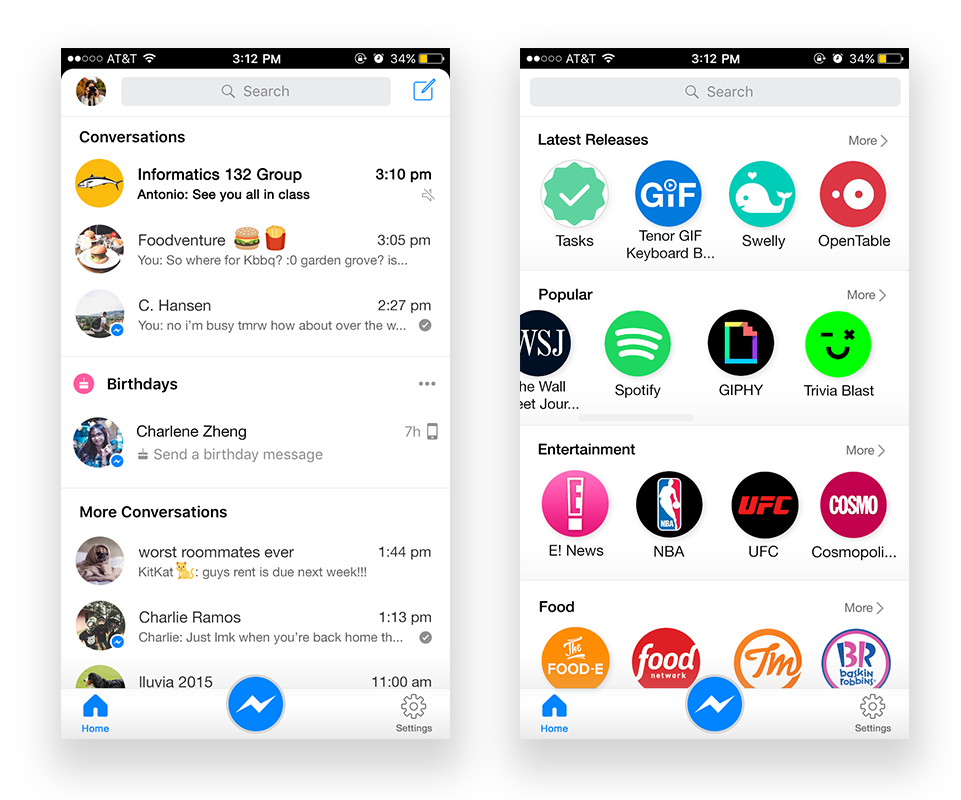 AT&T 3:12 PM 34%
Search
Conversations
Informatics 132 Group 3:10 pm
Antonio: See you all in class
Foodventure 🍔🍟 3:05 pm
You: So where for Kbbq? :0 garden grove? is...
C. Hansen 2:27 pm
You: no i'm busy tmrw how about over the w...
Birthdays
Charlene Zheng 7h
Send a birthday message
More Conversations
worst roommates ever 1:44 pm
KitKat🐈: guys rent is due next week!!!
Charlie Ramos 1:13 pm
Charlie: Just lmk when you're back home th...
Iluvia 2015 11:00 am
Home Settings
AT&T 3:12 PM 34%
Search
Latest Releases More
GIF
Tasks Tenor GIF Swelly OpenTable
Keyboard B...
Popular More
WSJ
he Wall Spotify GIPHY Trivia Blast
eet Jour...
Entertainment More
E! NBA UFC COSMO
E! News NBA UFC Cosmopoli...
Food More
The FOOD-E food network Tm BR baskin robbins
Home Settings